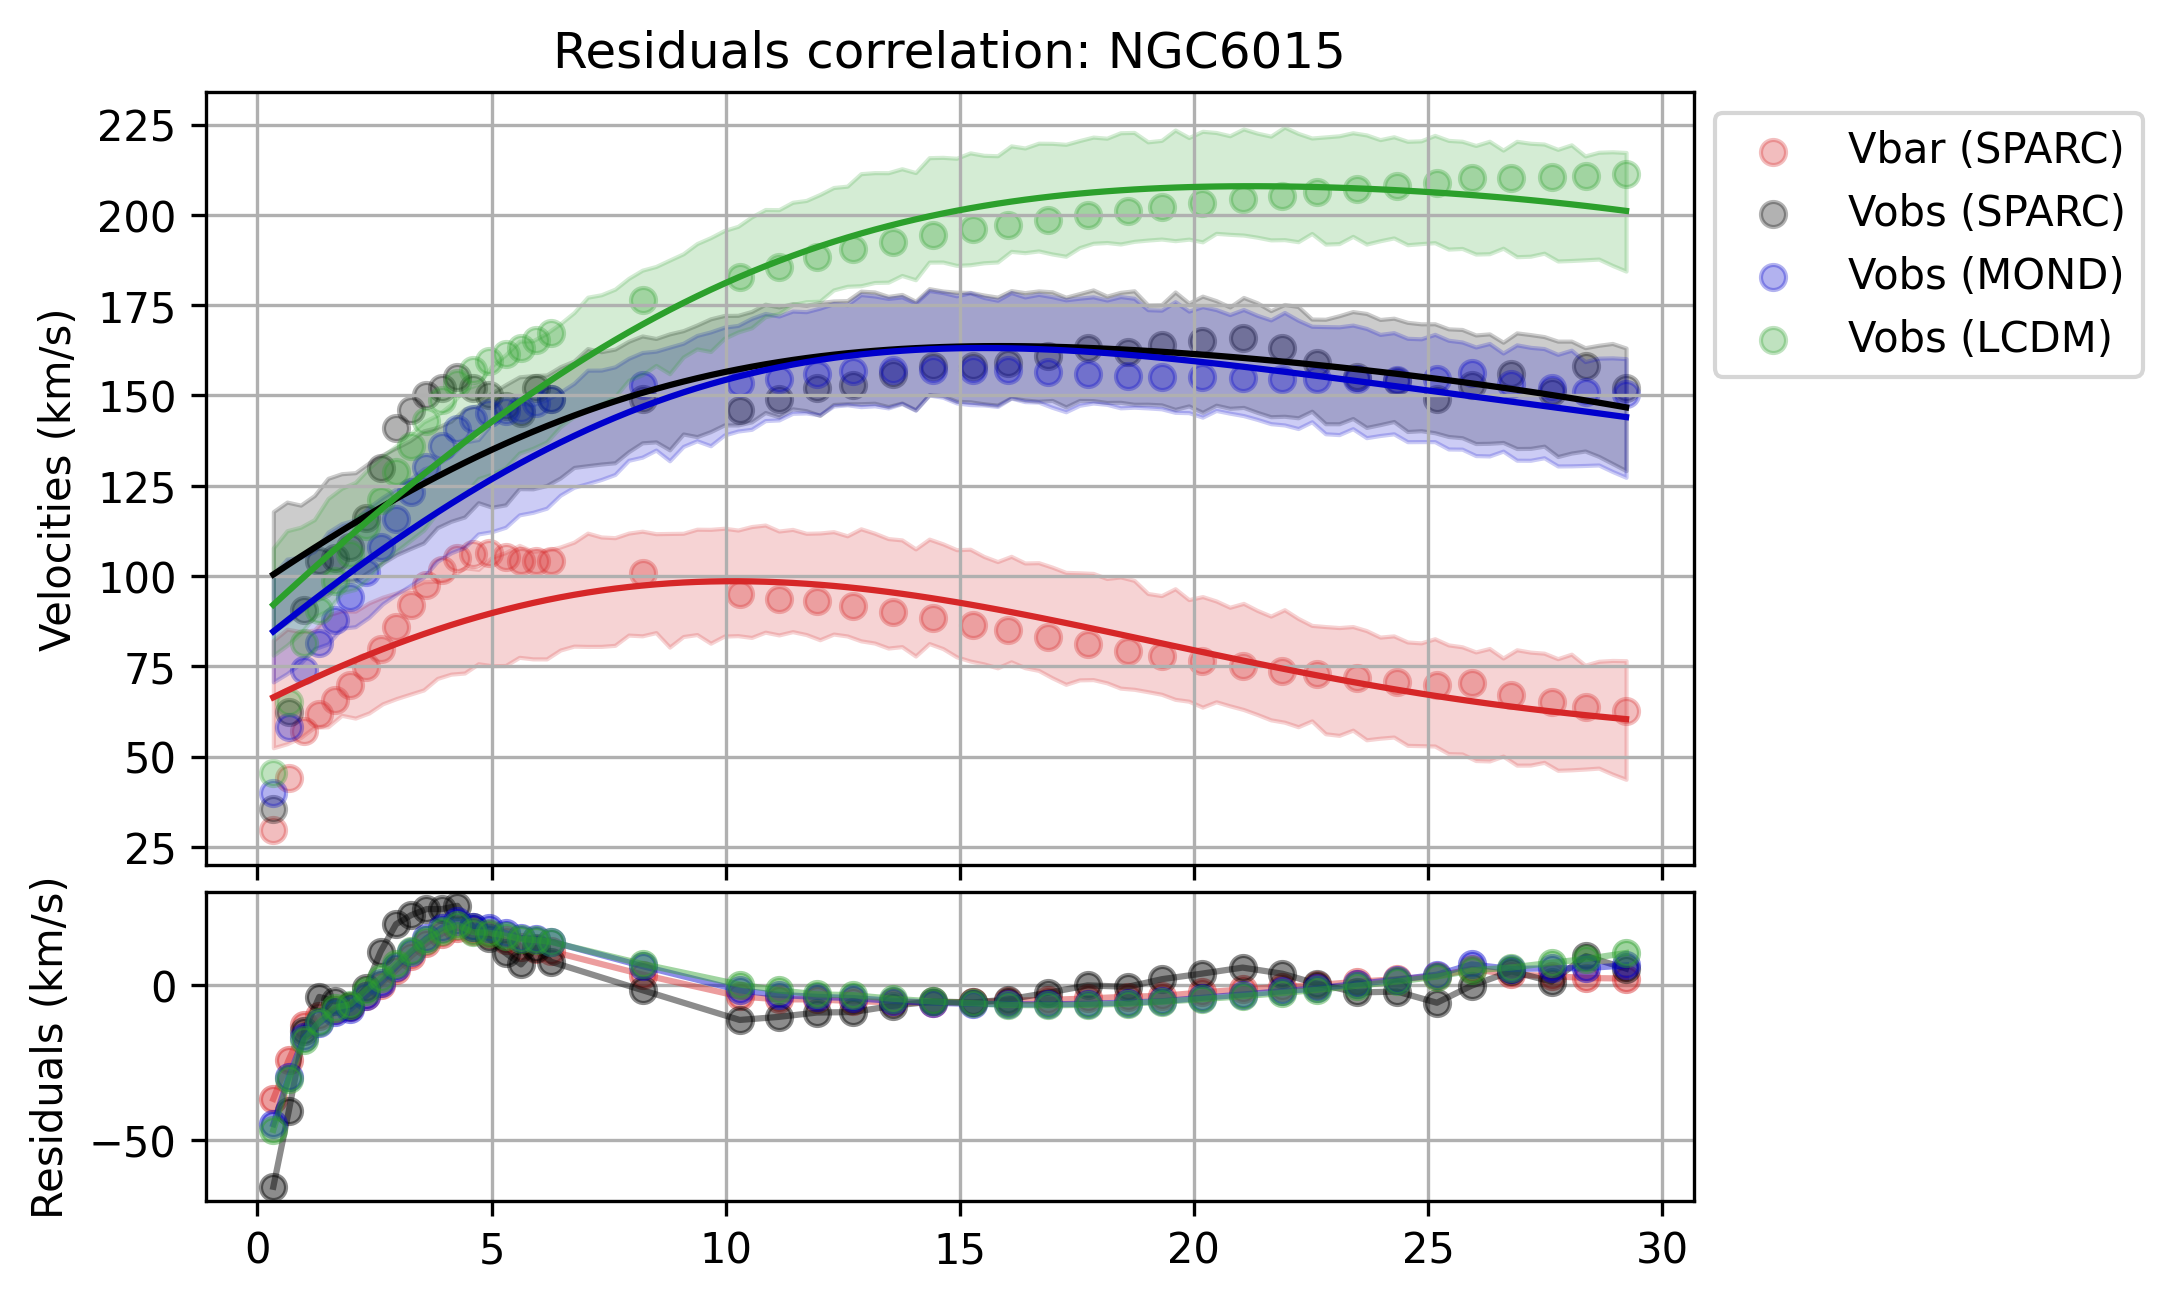 Residuals correlation: NGC6015
225
200
175
150
125
100
75
50
25
Velocities (km/s)
Vbar (SPARC)
Vobs (SPARC)
Vobs (MOND)
Vobs (LCDM)
0
−50
Residuals (km/s)
0 5 10 15 20 25 30